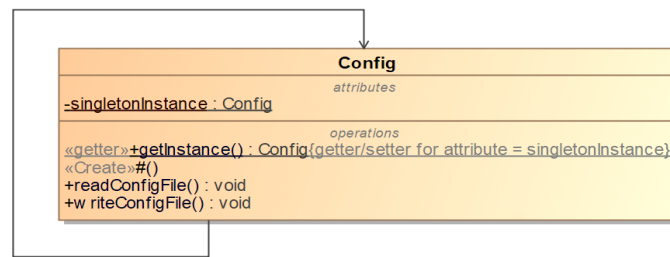 Config
attributes
-singletonInstance : Config
operations
«getter»+getInstance() : Config{getter/setter for attribute = singletonInstance}
«Create»#()
+readConfigFile() : void
+w riteConfigFile() : void